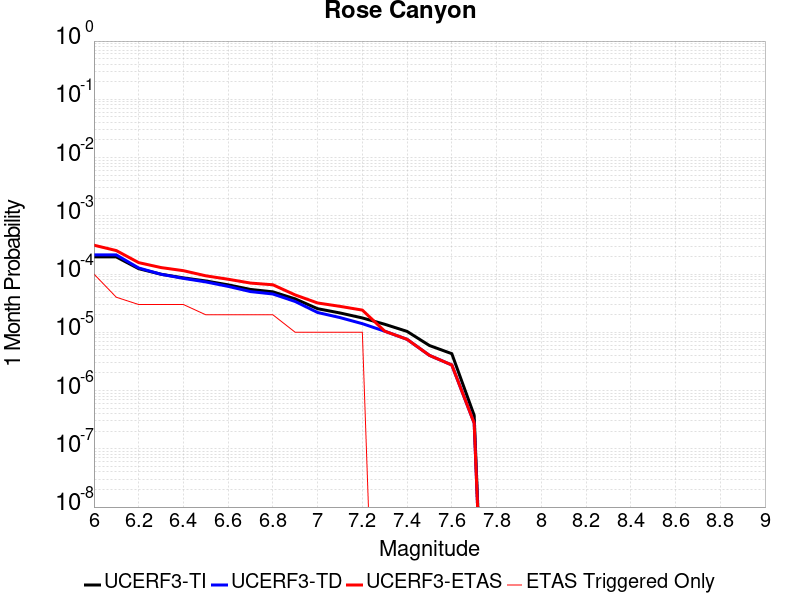 Rose Canyon
1 Month Probability
10^0
10^-1
10^-2
10^-3
10^-4
10^-5
10^-6
10^-7
10^-8
6 6.2 6.4 6.6 6.8 7 7.2 7.4 7.6 7.8 8 8.2 8.4 8.6 8.8 9
Magnitude
UCERF3-TI UCERF3-TD UCERF3-ETAS ETAS Triggered Only